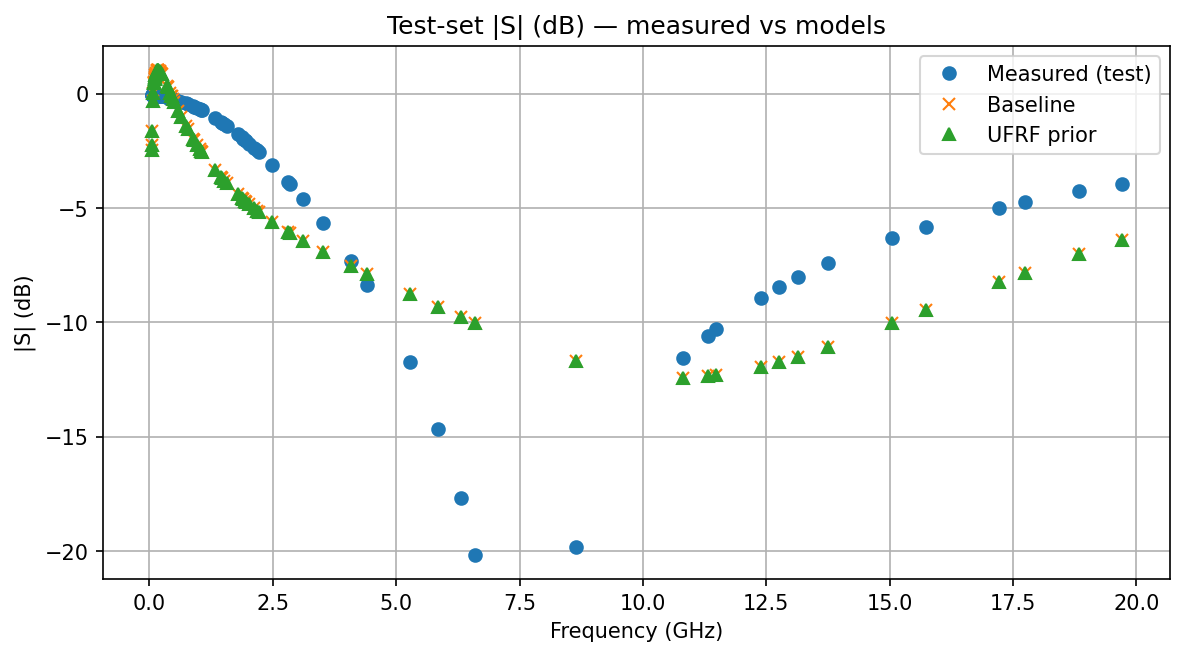 Test-set |S| (dB) — measured vs models
Measured (test)
Baseline
UFRF prior
|S| (dB)
0
−5
−10
−15
−20
0.0 2.5 5.0 7.5 10.0 12.5 15.0 17.5 20.0
Frequency (GHz)